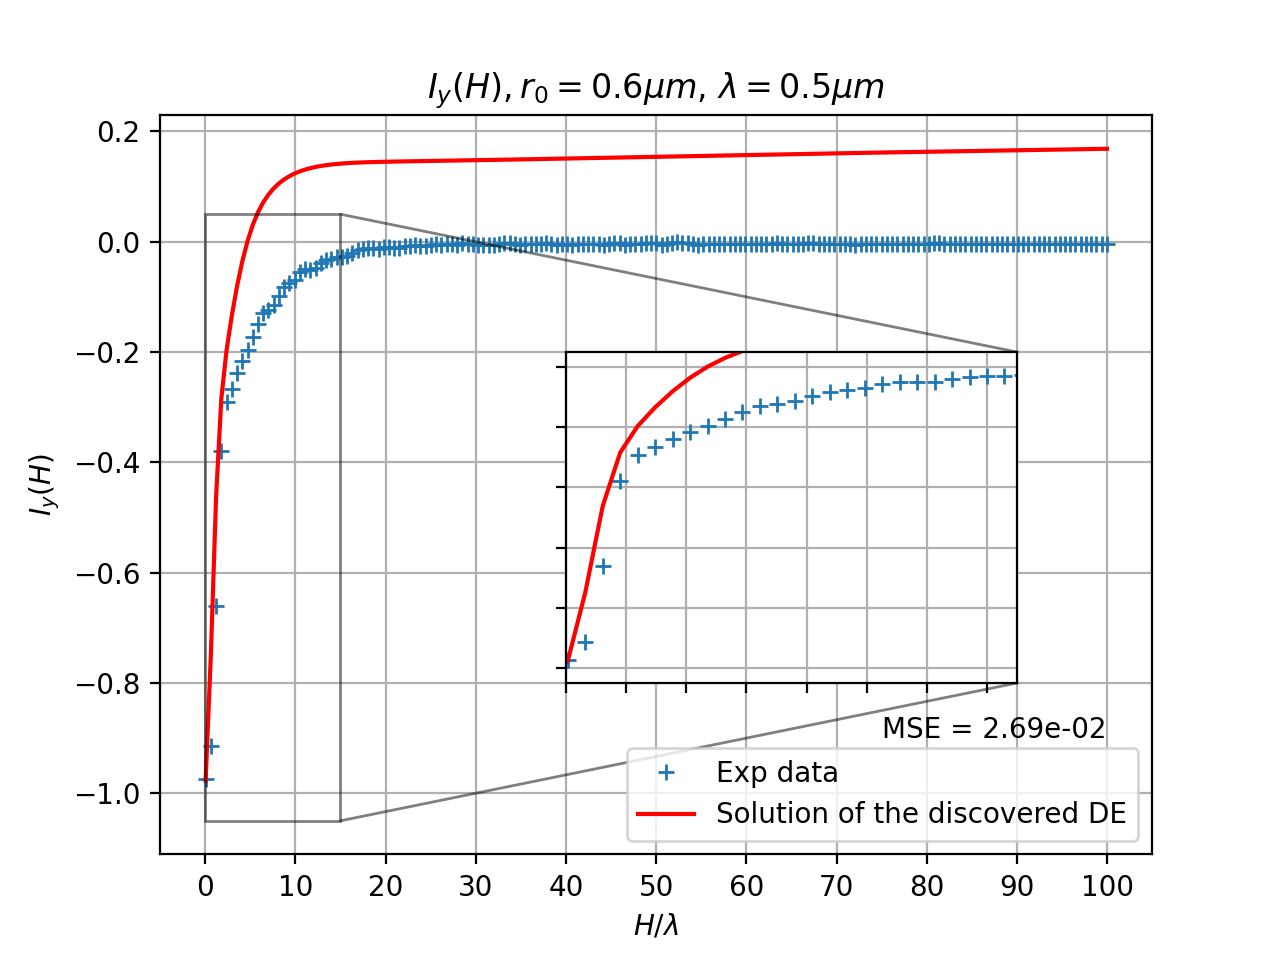 I_y(H), r_0 = 0.6μm, λ = 0.5μm
0.2
0.0
−0.2
−0.4
−0.6
−0.8
−1.0
I_y(H)
MSE = 2.69e-02
Exp data
Solution of the discovered DE
0 10 20 30 40 50 60 70 80 90 100
H/λ